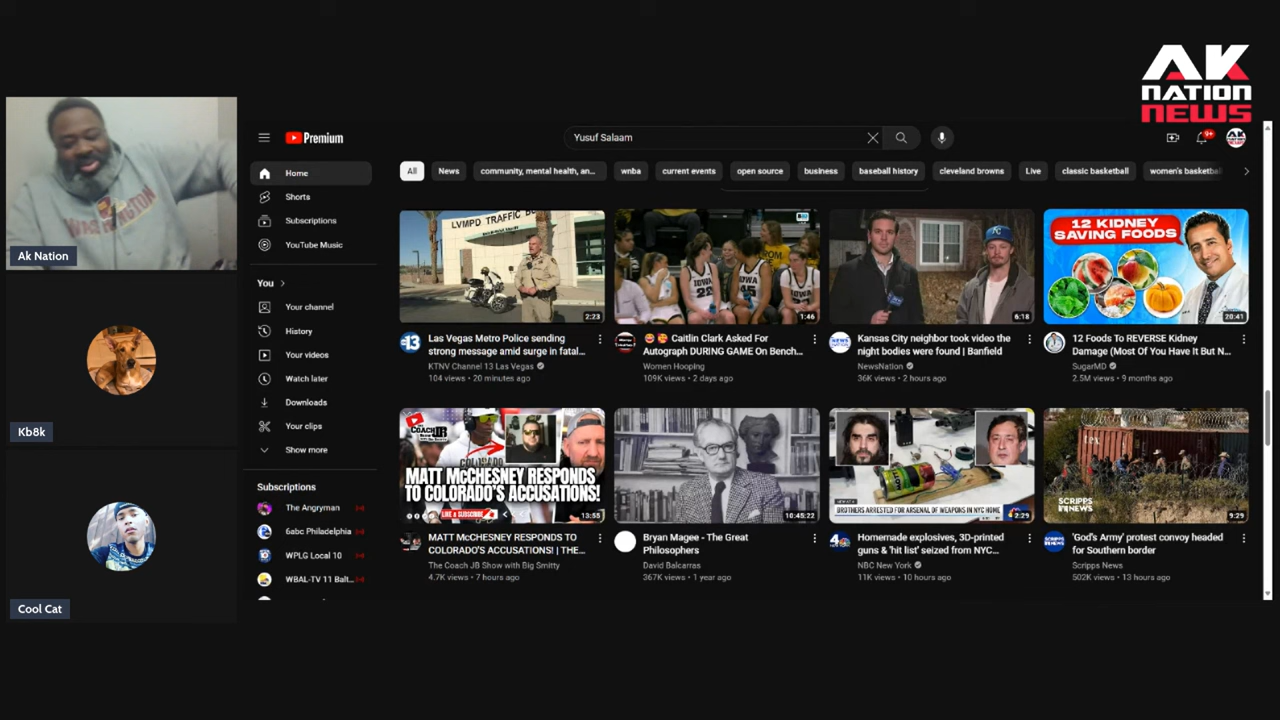 AK
NATION
NEWS
Ak Nation
Kb8k
Cool Cat
Premium
Yusuf Salaam
9+
Home
Shorts
Subscriptions
YouTube Music
You
Your channel
History
Your videos
Watch later
Downloads
Your clips
Show more
Subscriptions
The Angryman
6abc Philadelphia
WPLG Local 10
WBAL-TV 11 Balt...
All
News
community, mental health, an...
wnba
current events
open source
business
baseball history
cleveland browns
Live
classic basketball
women's basketbal
LVMPD TRAFFIC B
2:23
Las Vegas Metro Police sending
strong message amid surge in fatal...
KTNV Channel 13 Las Vegas
104 views • 20 minutes ago
IOWA
22
IOWA
IOWA
1:46
Caitlin Clark Asked For
Autograph DURING GAME On Bench...
Women Hooping
109K views • 2 days ago
6:18
Kansas City neighbor took video the
night bodies were found | Banfield
NewsNation
36K views • 2 hours ago
12 KIDNEY
SAVING FOODS
20:41
12 Foods To REVERSE Kidney
Damage (Most Of You Have It But N...
SugarMD
2.5M views • 9 months ago
COACH JB
COLORADO
MATT McCHESNEY RESPONDS
TO COLORADO'S ACCUSATIONS!
LIKE & SUBSCRIBE
13:55
MATT McCHESNEY RESPONDS TO
COLORADO'S ACCUSATIONS! | THE...
The Coach JB Show with Big Smitty
4.7K views • 7 hours ago
10:45:22
Bryan Magee - The Great
Philosophers
David Balcarras
367K views • 1 year ago
BROTHERS ARRESTED FOR ARSENAL OF WEAPONS IN NYC HOME
2:29
Homemade explosives, 3D-printed
guns & 'hit list' seized from NYC...
NBC New York
11K views • 10 hours ago
SCRIPPS
NEWS
9:29
'God's Army' protest convoy headed
for Southern border
Scripps News
502K views • 13 hours ago